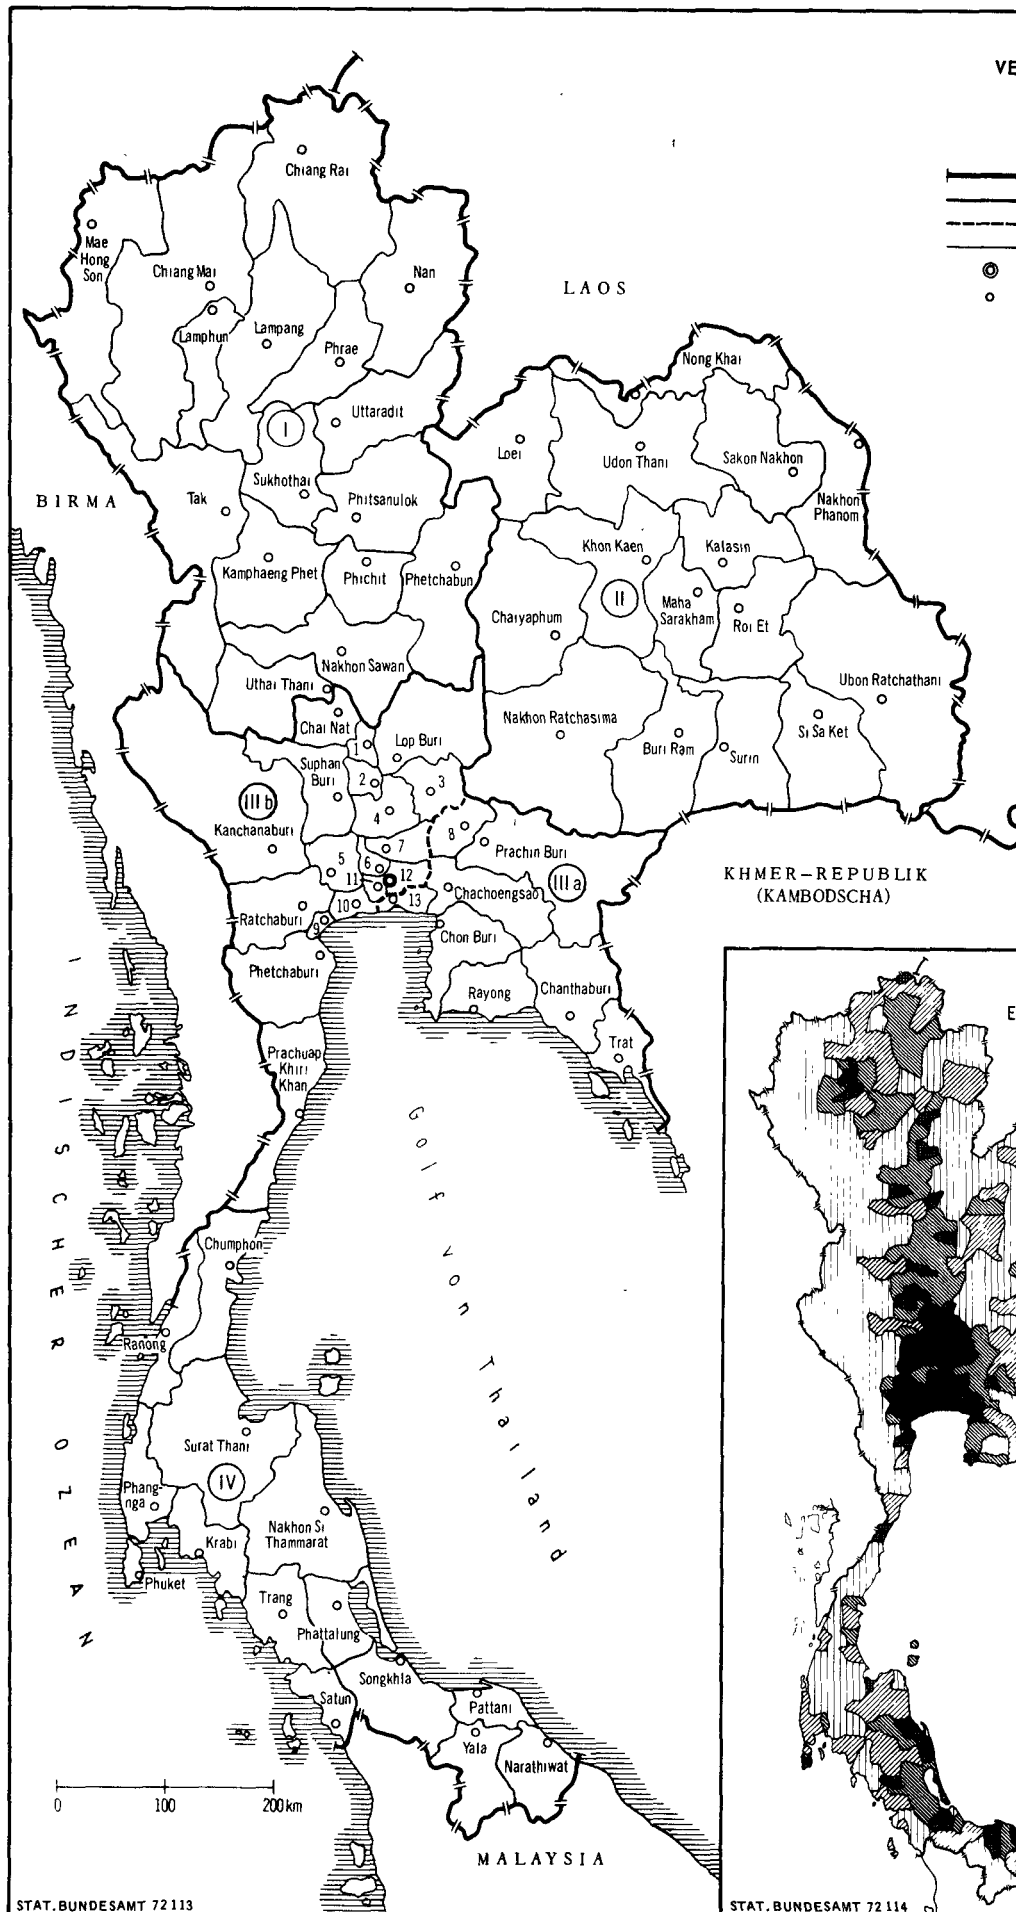 VE
Chiang Rai
Mae
Hong
Son
Chiang Mai
Nan
LAOS
Lamphun
Lampang
Phrae
Nong Khai
Uttaradit
I
Loei
Udon Thani
Sakon Nakhon
BIRMA
Tak
Sukhothai
Phitsanulok
Nakhon
Phanom
Khon Kaen
Kalasin
Kamphaeng Phet
Phichit
Phetchabun
II
Maha
Sarakham
Roi Et
Chaiyaphum
Nakhon Sawan
Uthai Thani
Ubon Ratchathani
Chai Nat
Nakhon Ratchasima
Buri Ram
Surin
Si Sa Ket
1
Lop Buri
Suphan
Buri
2
3
IIIb
Kanchanaburi
4
8
Prachin Buri
7
5
6
11
12
IIIa
KHMER-REPUBLIK
(KAMBODSCHA)
Chachoengsao
Ratchaburi
10
13
9
Chon Buri
Phetchaburi
Rayong
Chanthaburi
E
Trat
Prachuap
Khiri
Khan
Golf von Thailand
INDISCHER OZEAN
Chumphon
Ranong
Surat Thani
IV
Phang-
nga
Nakhon Si
Thammarat
Krabi
Phuket
Trang
Phattalung
Songkhla
Satun
Pattani
Yala
Narathiwat
0 100 200 km
MALAYSIA
STAT. BUNDESAMT 72 113
STAT. BUNDESAMT 72 114